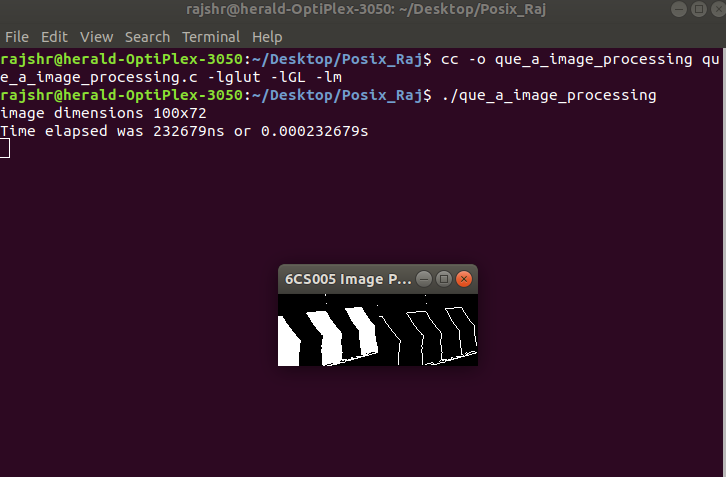 rajshr@herald-OptiPlex-3050: ~/Desktop/Posix_Raj
File Edit View Search Terminal Help
rajshr@herald-OptiPlex-3050:~/Desktop/Posix_Raj$ cc -o que_a_image_processing qu
e_a_image_processing.c -lglut -lGL -lm
rajshr@herald-OptiPlex-3050:~/Desktop/Posix_Raj$ ./que_a_image_processing
image dimensions 100x72
Time elapsed was 232679ns or 0.000232679s
6CS005 Image P...